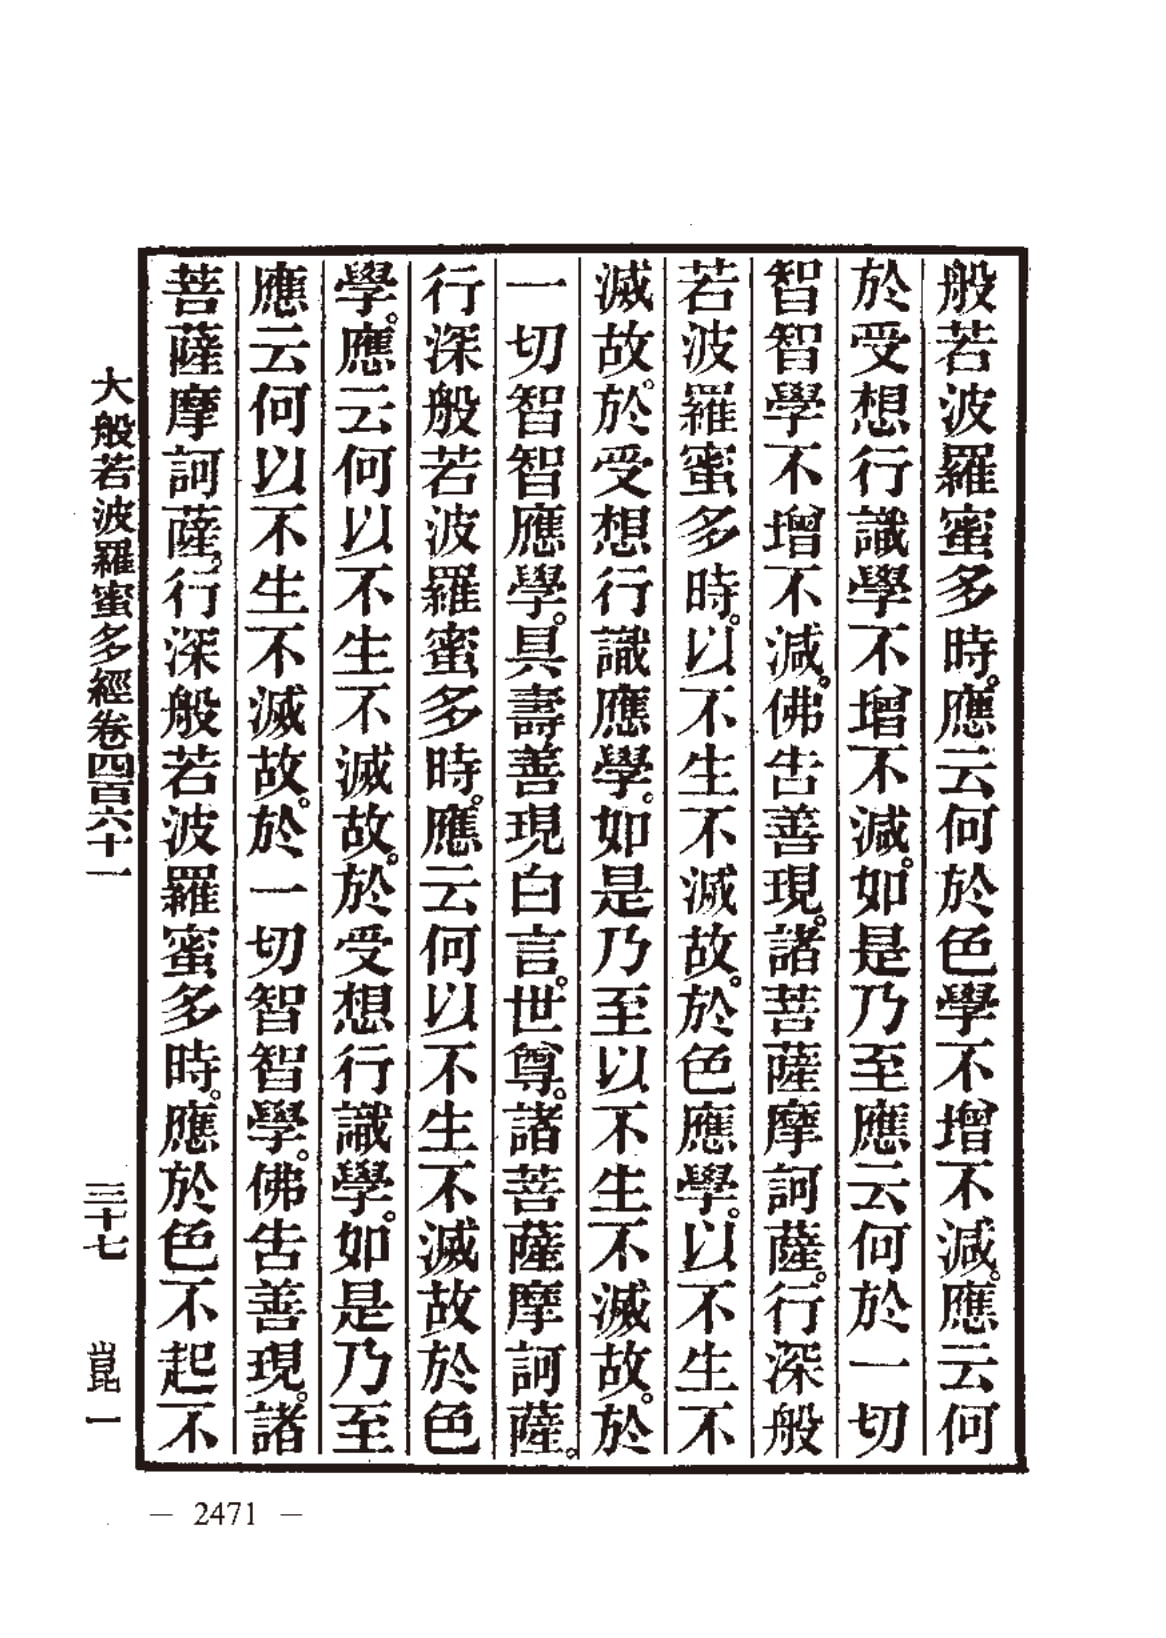 般若波羅蜜多時。應云何於色學不增不減。應云何
於受想行識學不增不減。如是乃至應云何於一切
智智學不增不減。佛告善現。諸菩薩摩訶薩。行深般
若波羅蜜多時。以不生不滅故。於色應學。以不生不
滅故。於受想行識應學。如是乃至以不生不滅故。於
一切智智應學。具壽善現白言。世尊。諸菩薩摩訶薩。
行深般若波羅蜜多時。應云何以不生不滅故於色
學。應云何以不生不滅故。於受想行識學。如是乃至
應云何以不生不滅故。於一切智智學。佛告善現。諸
菩薩摩訶薩。行深般若波羅蜜多時。應於色不起不
大般若波羅蜜多經卷四百六十一 三十七 崑一
— 2471 —